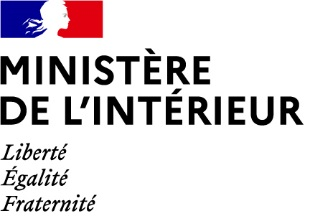 MINISTÈRE
DE L'INTÉRIEUR
Liberté
Égalité
Fraternité